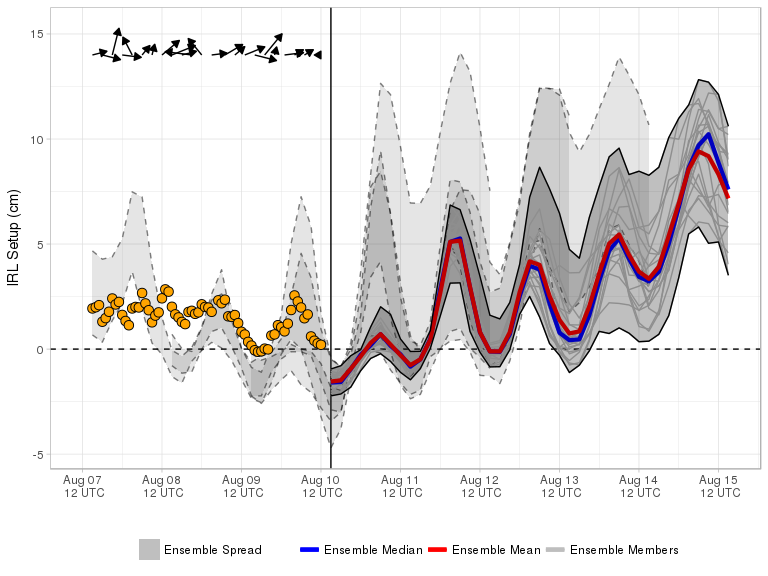 15
10
5
0
-5
IRL Setup (cm)
Aug 07 Aug 08 Aug 09 Aug 10 Aug 11 Aug 12 Aug 13 Aug 14 Aug 15
12 UTC 12 UTC 12 UTC 12 UTC 12 UTC 12 UTC 12 UTC 12 UTC 12 UTC
Ensemble Spread Ensemble Median Ensemble Mean Ensemble Members